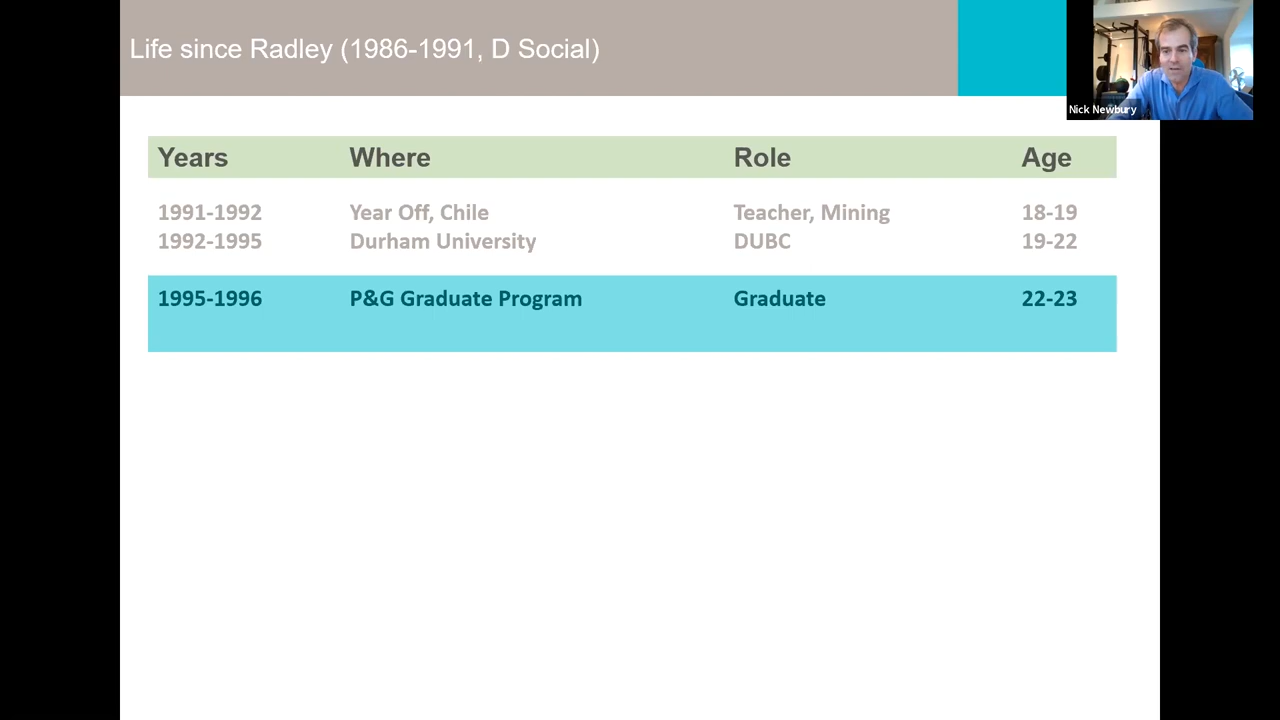 Life since Radley (1986-1991, D Social)
Nick Newbury
Years Where Role Age
1991-1992 Year Off, Chile Teacher, Mining 18-19
1992-1995 Durham University DUBC 19-22
1995-1996 P&G Graduate Program Graduate 22-23